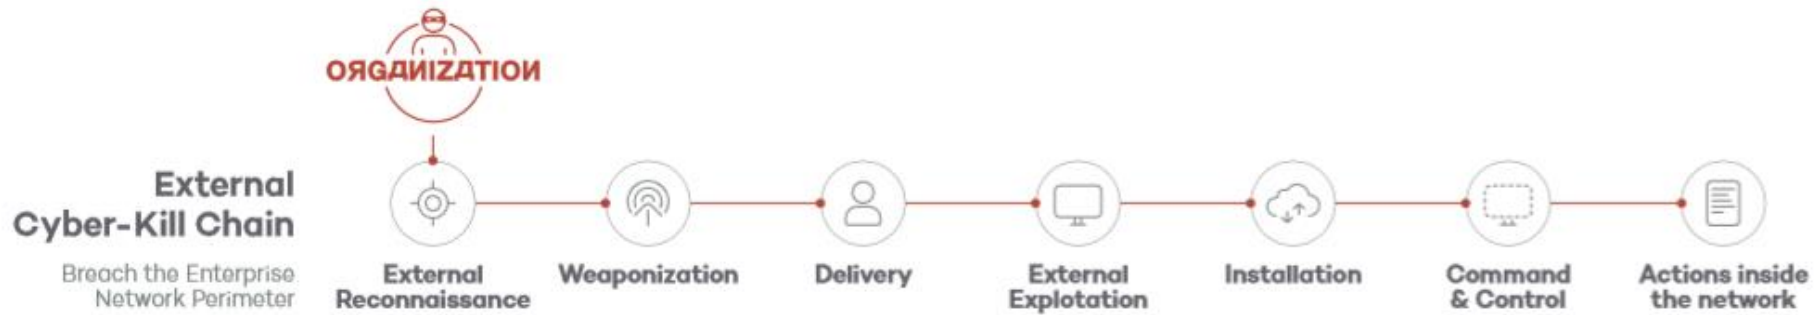 OЯGДИIZДTIOИ
External
Cyber-Kill Chain
Breach the Enterprise
Network Perimeter
External
Reconnaissance
Weaponization
Delivery
External
Explotation
Installation
Command
& Control
Actions inside
the network